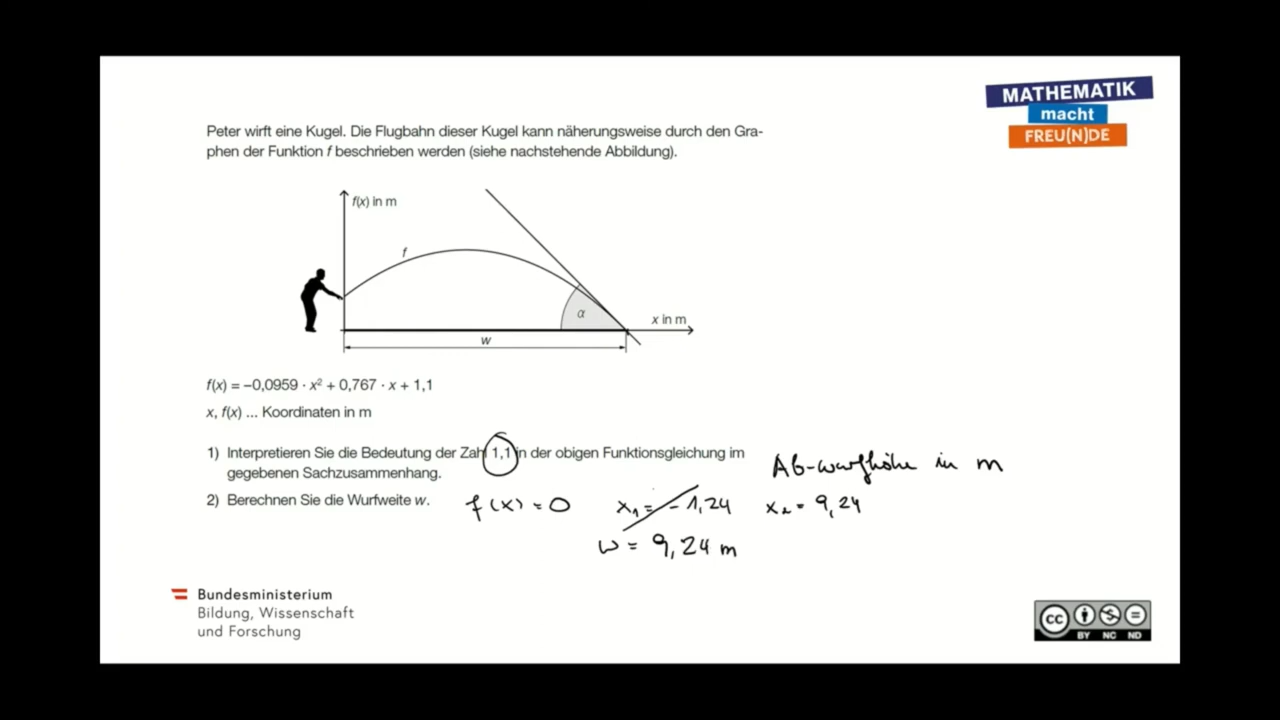 MATHEMATIK
macht
FREU(N)DE
Peter wirft eine Kugel. Die Flugbahn dieser Kugel kann näherungsweise durch den Gra-
phen der Funktion f beschrieben werden (siehe nachstehende Abbildung).
f(x) in m
f
α
x in m
w
f(x) = –0,0959 · x² + 0,767 · x + 1,1
x, f(x) ... Koordinaten in m
1) Interpretieren Sie die Bedeutung der Zahl 1,1 in der obigen Funktionsgleichung im
gegebenen Sachzusammenhang.
Ab-wurfhöhe in m
2) Berechnen Sie die Wurfweite w. f(x) = 0 x₁ = -1,24 x₂ = 9,24
w = 9,24 m
Bundesministerium
Bildung, Wissenschaft
und Forschung
cc
BY NC ND